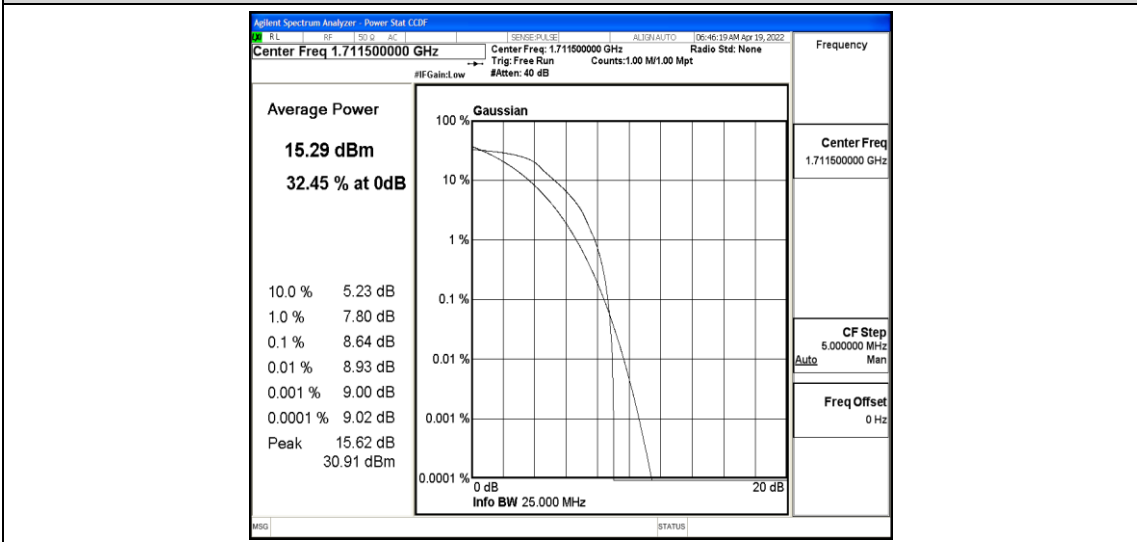 Agilent Spectrum Analyzer - Power Stat CCDF
LXI RL RF 50 Ω AC SENSE:PULSE ALIGN AUTO 06:46:19 AM Apr 19, 2022
Center Freq 1.711500000 GHz
Center Freq: 1.711500000 GHz Radio Std: None
Trig: Free Run Counts:1.00 M/1.00 Mpt
#IFGain:Low #Atten: 40 dB
Frequency
Average Power
15.29 dBm
32.45 % at 0dB
10.0 % 5.23 dB
1.0 % 7.80 dB
0.1 % 8.64 dB
0.01 % 8.93 dB
0.001 % 9.00 dB
0.0001 % 9.02 dB
Peak 15.62 dB
30.91 dBm
Gaussian
100 %
10 %
1 %
0.1 %
0.01 %
0.001 %
0.0001 %
0 dB 20 dB
Info BW 25.000 MHz
Center Freq
1.711500000 GHz
CF Step
5.000000 MHz
Auto Man
Freq Offset
0 Hz
MSG STATUS